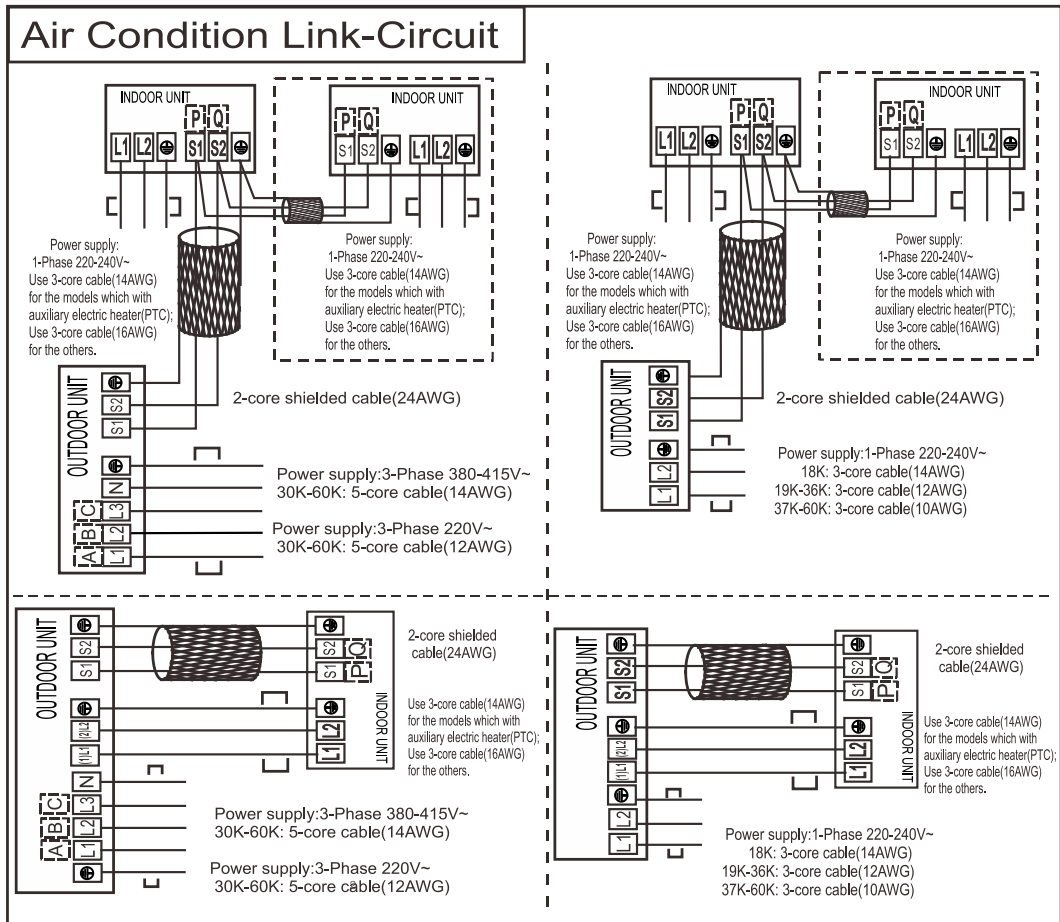 Air Condition Link-Circuit
INDOOR UNIT
P Q
L1 L2 S1 S2
INDOOR UNIT
P Q
S1 S2 L1 L2
Power supply:
1-Phase 220-240V~
Use 3-core cable(14AWG)
for the models which with
auxiliary electric heater(PTC);
Use 3-core cable(16AWG)
for the others.
Power supply:
1-Phase 220-240V~
Use 3-core cable(14AWG)
for the models which with
auxiliary electric heater(PTC);
Use 3-core cable(16AWG)
for the others.
OUTDOOR UNIT
S2
S1
N
C L3
B L2
A L1
2-core shielded cable(24AWG)
Power supply:3-Phase 380-415V~
30K-60K: 5-core cable(14AWG)
Power supply:3-Phase 220V~
30K-60K: 5-core cable(12AWG)
INDOOR UNIT
P Q
L1 L2 S1 S2
INDOOR UNIT
P Q
S1 S2 L1 L2
Power supply:
1-Phase 220-240V~
Use 3-core cable(14AWG)
for the models which with
auxiliary electric heater(PTC);
Use 3-core cable(16AWG)
for the others.
Power supply:
1-Phase 220-240V~
Use 3-core cable(14AWG)
for the models which with
auxiliary electric heater(PTC);
Use 3-core cable(16AWG)
for the others.
OUTDOOR UNIT
S2
S1
L2
L1
2-core shielded cable(24AWG)
Power supply:1-Phase 220-240V~
18K: 3-core cable(14AWG)
19K-36K: 3-core cable(12AWG)
37K-60K: 3-core cable(10AWG)
OUTDOOR UNIT
S2
S1
(2)L2
(1)L1
N
C L3
B L2
A L1
S2 Q
S1 P
L2
L1
INDOOR UNIT
2-core shielded
cable(24AWG)
Use 3-core cable(14AWG)
for the models which with
auxiliary electric heater(PTC);
Use 3-core cable(16AWG)
for the others.
Power supply:3-Phase 380-415V~
30K-60K: 5-core cable(14AWG)
Power supply:3-Phase 220V~
30K-60K: 5-core cable(12AWG)
OUTDOOR UNIT
S2
S1
(2)L2
(1)L1
L2
L1
S2 Q
S1 P
L2
L1
INDOOR UNIT
2-core shielded
cable(24AWG)
Use 3-core cable(14AWG)
for the models which with
auxiliary electric heater(PTC);
Use 3-core cable(16AWG)
for the others.
Power supply:1-Phase 220-240V~
18K: 3-core cable(14AWG)
19K-36K: 3-core cable(12AWG)
37K-60K: 3-core cable(10AWG)